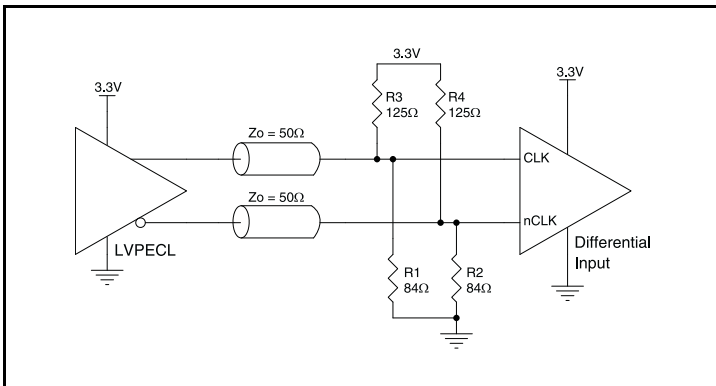 3.3V
3.3V
3.3V
R3
125Ω
R4
125Ω
Zo = 50Ω
CLK
Zo = 50Ω
nCLK
LVPECL
Differential
Input
R1
84Ω
R2
84Ω